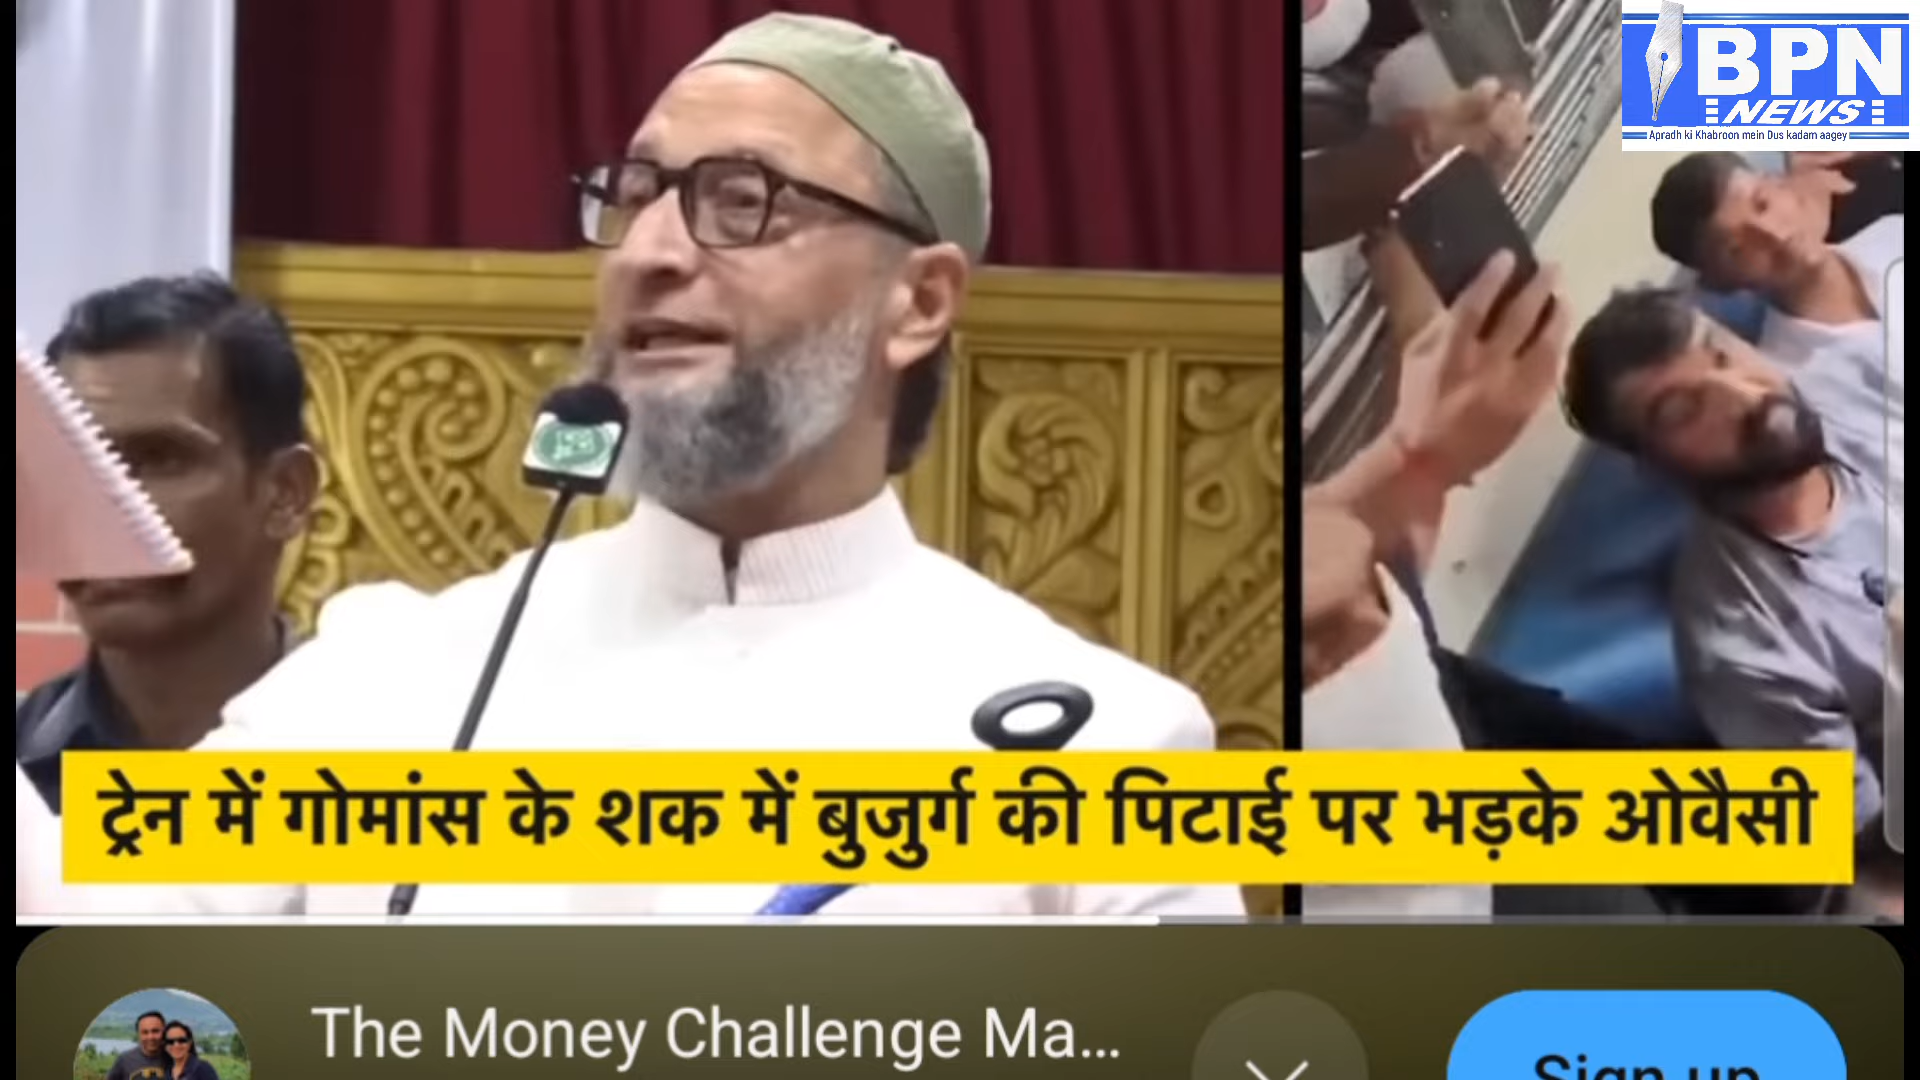 BPN
NEWS
Apradh ki Khabroon mein Dus kadam aagey
ट्रेन में गोमांस के शक में बुजुर्ग की पिटाई पर भड़के ओवैसी
The Money Challenge Ma...
Sign up